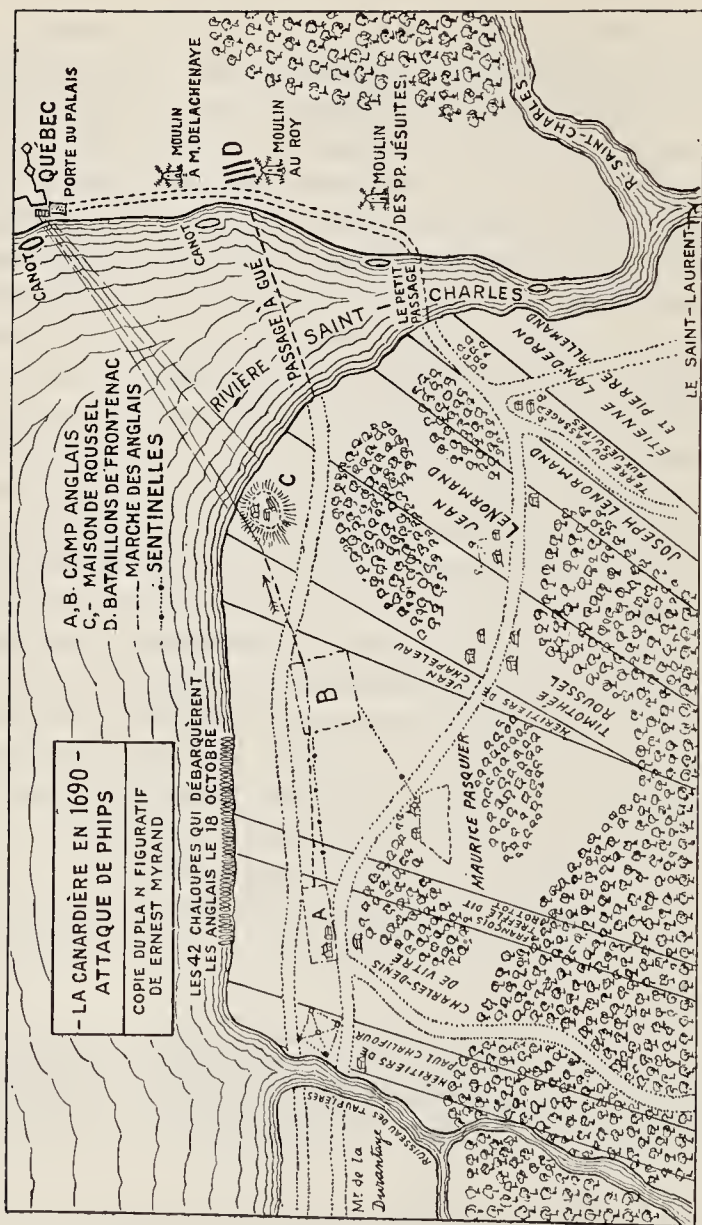 - LA CANARDIÈRE EN 1690 -
ATTAQUE DE PHIPS
COPIE DU PLAN FIGURATIF
DE ERNEST MYRAND
A,B. CAMP ANGLAIS
C,- MAISON DE ROUSSEL
D. BATAILLONS DE FRONTENAC
MARCHE DES ANGLAIS
SENTINELLES
LES 42 CHALOUPES QUI DÉBARQUÈRENT
LES ANGLAIS LE 18 OCTOBRE
QUÉBEC
PORTE DU PALAIS
CANOT
CANOT
MOULIN
A M. DELACHENAYE
D
MOULIN
AU ROY
MOULIN
DES PP. JÉSUITES
R. SAINT-CHARLES
PASSAGE A GUÉ
RIVIÈRE SAINT CHARLES
LE PETIT
PASSAGE
C
B
A
LE SAINT-LAURENT
ÉTIENNE LANDERON
ET PIERRE ALLEMAND
TERRE DU PASSAGE
AUX JÉSUITES
JOSEPH LENORMAND
JEAN
LENORMAND
TIMOTHÉE
ROUSSEL
HÉRITIERS DE
JEAN
CHAPELEAU
MAURICE PASQUIER
FRANÇOIS
TREFFLÉ DIT
ROTTOT
CHARLES-DENIS
DE VITRÉ
HÉRITIERS DE
PAUL CHALIFOUR
RUISSEAU DES TAUPIÈRES
Mr. de la
Durantaye